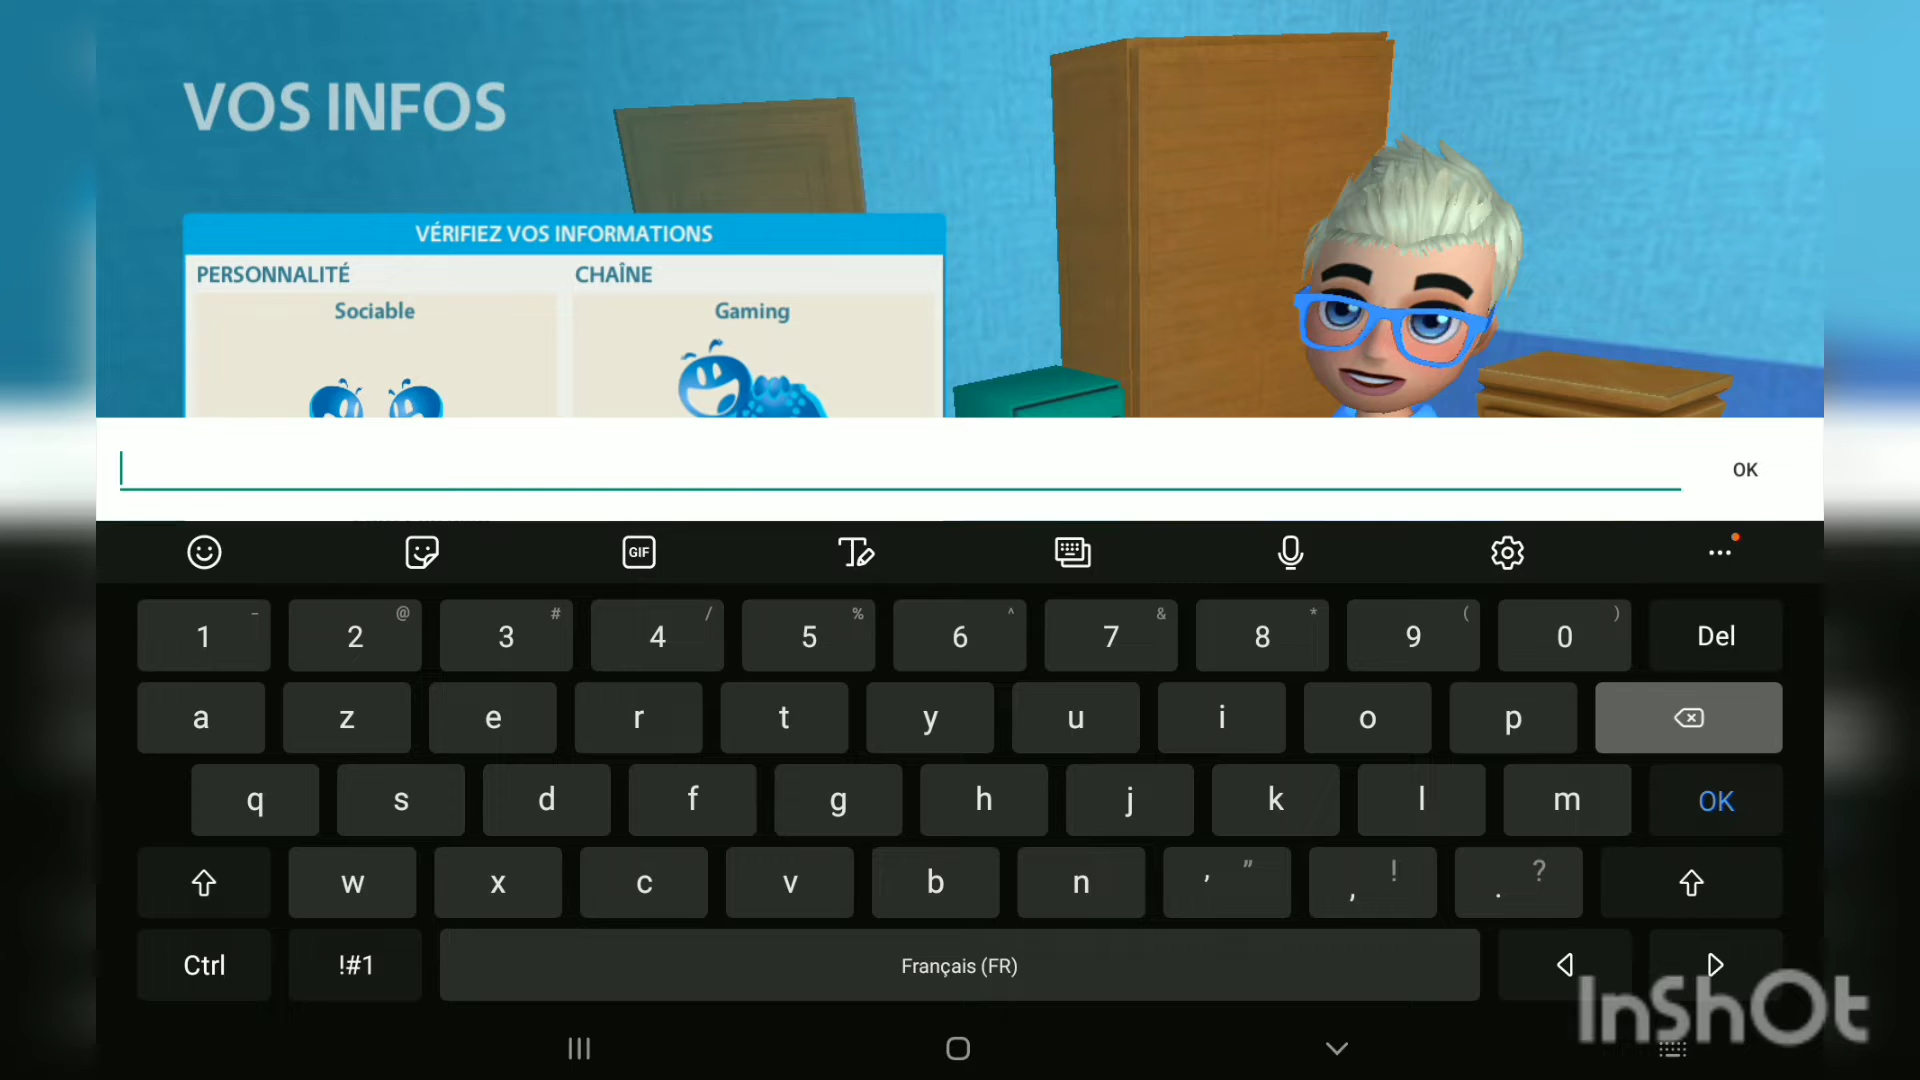 VOS INFOS
VÉRIFIEZ VOS INFORMATIONS
PERSONNALITÉ CHAÎNE
Sociable Gaming
OK
GIF
1 - 2 @ 3 # 4 / 5 % 6 ^ 7 & 8 * 9 ( 0 ) Del
a z e r t y u i o p
q s d f g h j k l m OK
w x c v b n ' " , ! . ?
Ctrl !#1 Français (FR)
InShOt